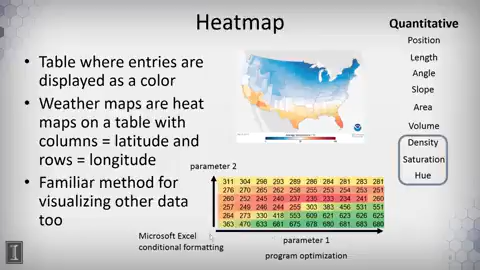 Heatmap
• Table where entries are
displayed as a color
• Weather maps are heat
maps on a table with
columns = latitude and
rows = longitude
• Familiar method for
visualizing other data
too
Quantitative
Position
Length
Angle
Slope
Area
Volume
Density
Saturation
Hue
parameter 2
311 304 298 293 289 286 284 281 283 281
276 270 265 262 258 255 254 253 254 251
260 252 245 240 237 235 233 234 241 260
257 249 246 244 255 303 383 456 531 551
264 273 330 418 553 609 621 623 626 625
363 470 633 681 675 678 680 681 683 680
Microsoft Excel
conditional formatting
parameter 1
program optimization